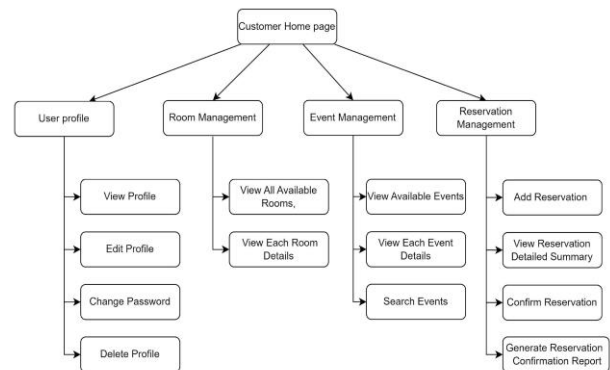 Customer Home page
User profile
Room Management
Event Management
Reservation
Management
View Profile
Edit Profile
Change Password
Delete Profile
View All Available
Rooms,
View Each Room
Details
View Available Events
View Each Event
Details
Search Events
Add Reservation
View Reservation
Detailed Summary
Confirm Reservation
Generate Reservation
Confirmation Report